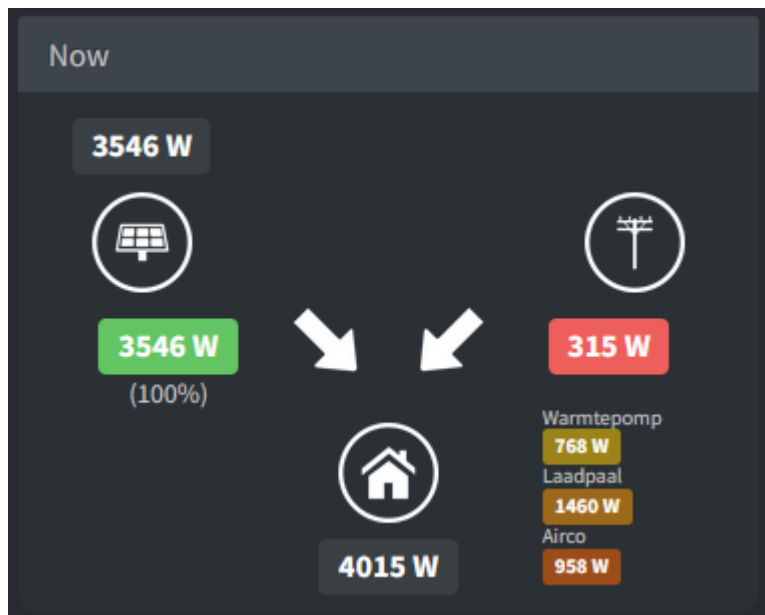 Now
3546 W
3546 W
315 W
(100%)
Warmtepomp
768 W
Laadpaal
1460 W
Airco
958 W
4015 W